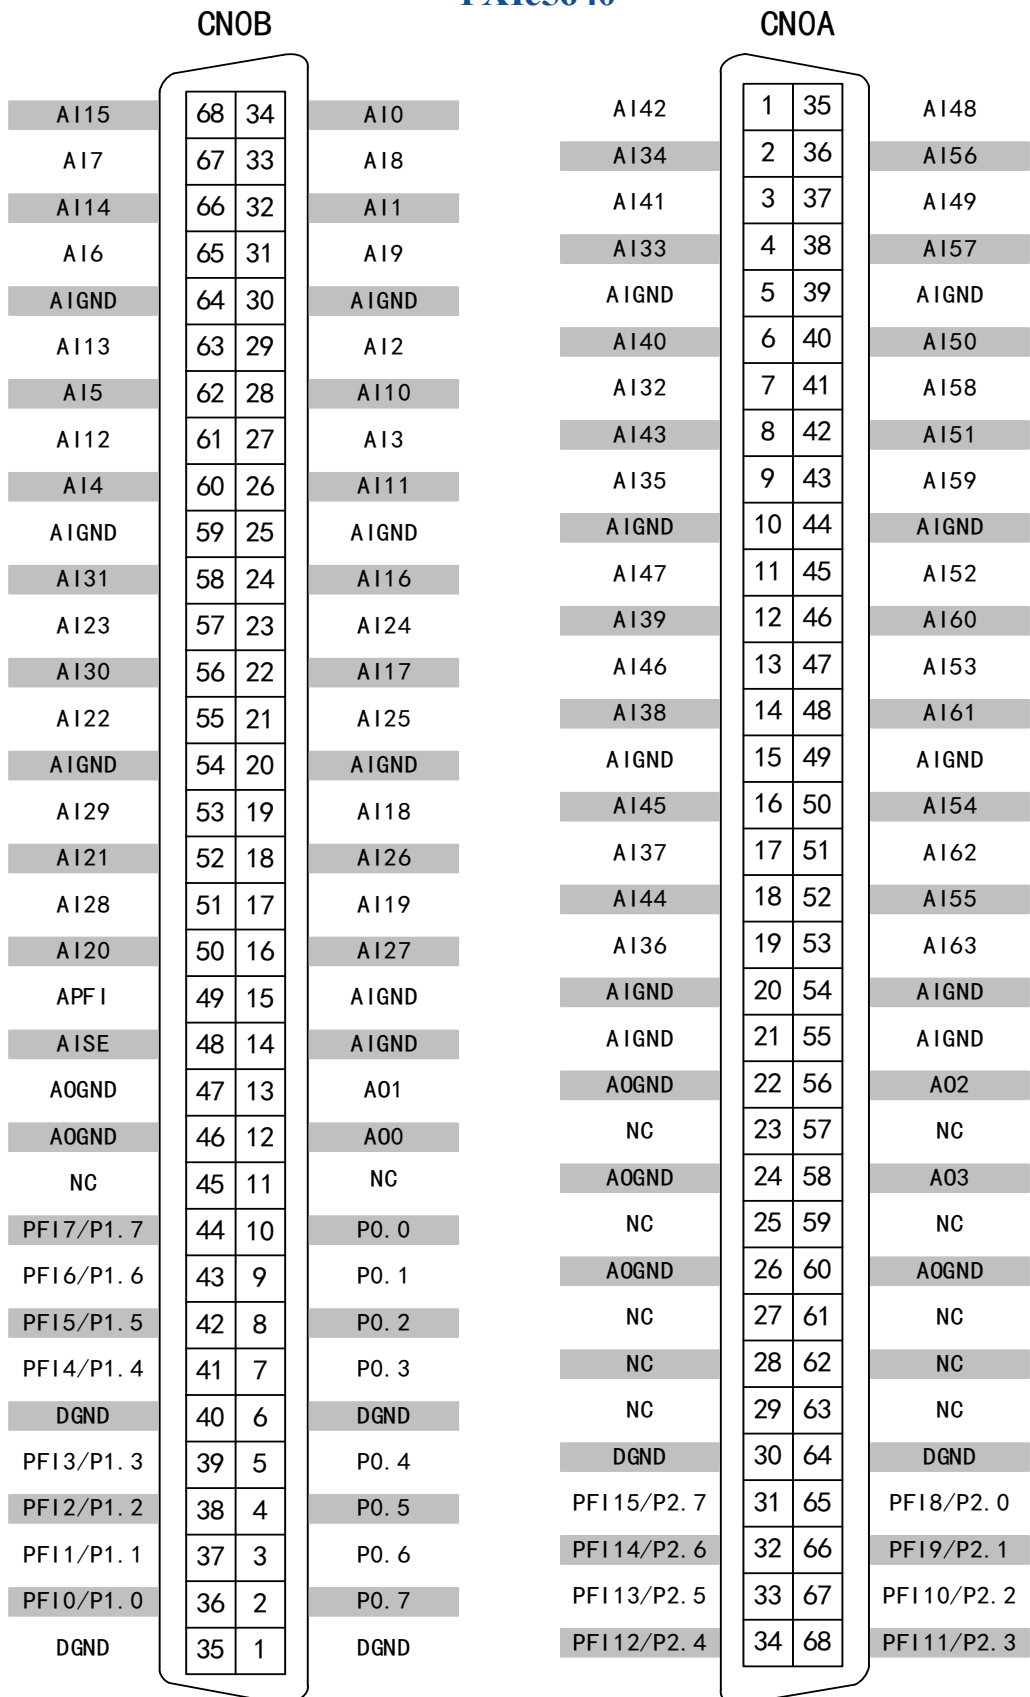 CNOB CNOA
AI15 68 34 AI0 AI42 1 35 AI48
AI7 67 33 AI8 AI34 2 36 AI56
AI14 66 32 AI1 AI41 3 37 AI49
AI6 65 31 AI9 AI33 4 38 AI57
AIGND 64 30 AIGND AIGND 5 39 AIGND
AI13 63 29 AI2 AI40 6 40 AI50
AI5 62 28 AI10 AI32 7 41 AI58
AI12 61 27 AI3 AI43 8 42 AI51
AI4 60 26 AI11 AI35 9 43 AI59
AIGND 59 25 AIGND AIGND 10 44 AIGND
AI31 58 24 AI16 AI47 11 45 AI52
AI23 57 23 AI24 AI39 12 46 AI60
AI30 56 22 AI17 AI46 13 47 AI53
AI22 55 21 AI25 AI38 14 48 AI61
AIGND 54 20 AIGND AIGND 15 49 AIGND
AI29 53 19 AI18 AI45 16 50 AI54
AI21 52 18 AI26 AI37 17 51 AI62
AI28 51 17 AI19 AI44 18 52 AI55
AI20 50 16 AI27 AI36 19 53 AI63
APFI 49 15 AIGND AIGND 20 54 AIGND
AISE 48 14 AIGND AIGND 21 55 AIGND
AOGND 47 13 AO1 AOGND 22 56 AO2
AOGND 46 12 AO0 NC 23 57 NC
NC 45 11 NC AOGND 24 58 AO3
PFI7/P1.7 44 10 P0.0 NC 25 59 NC
PFI6/P1.6 43 9 P0.1 AOGND 26 60 AOGND
PFI5/P1.5 42 8 P0.2 NC 27 61 NC
PFI4/P1.4 41 7 P0.3 NC 28 62 NC
DGND 40 6 DGND NC 29 63 NC
PFI3/P1.3 39 5 P0.4 DGND 30 64 DGND
PFI2/P1.2 38 4 P0.5 PFI15/P2.7 31 65 PFI8/P2.0
PFI1/P1.1 37 3 P0.6 PFI14/P2.6 32 66 PFI9/P2.1
PFI0/P1.0 36 2 P0.7 PFI13/P2.5 33 67 PFI10/P2.2
DGND 35 1 DGND PFI12/P2.4 34 68 PFI11/P2.3